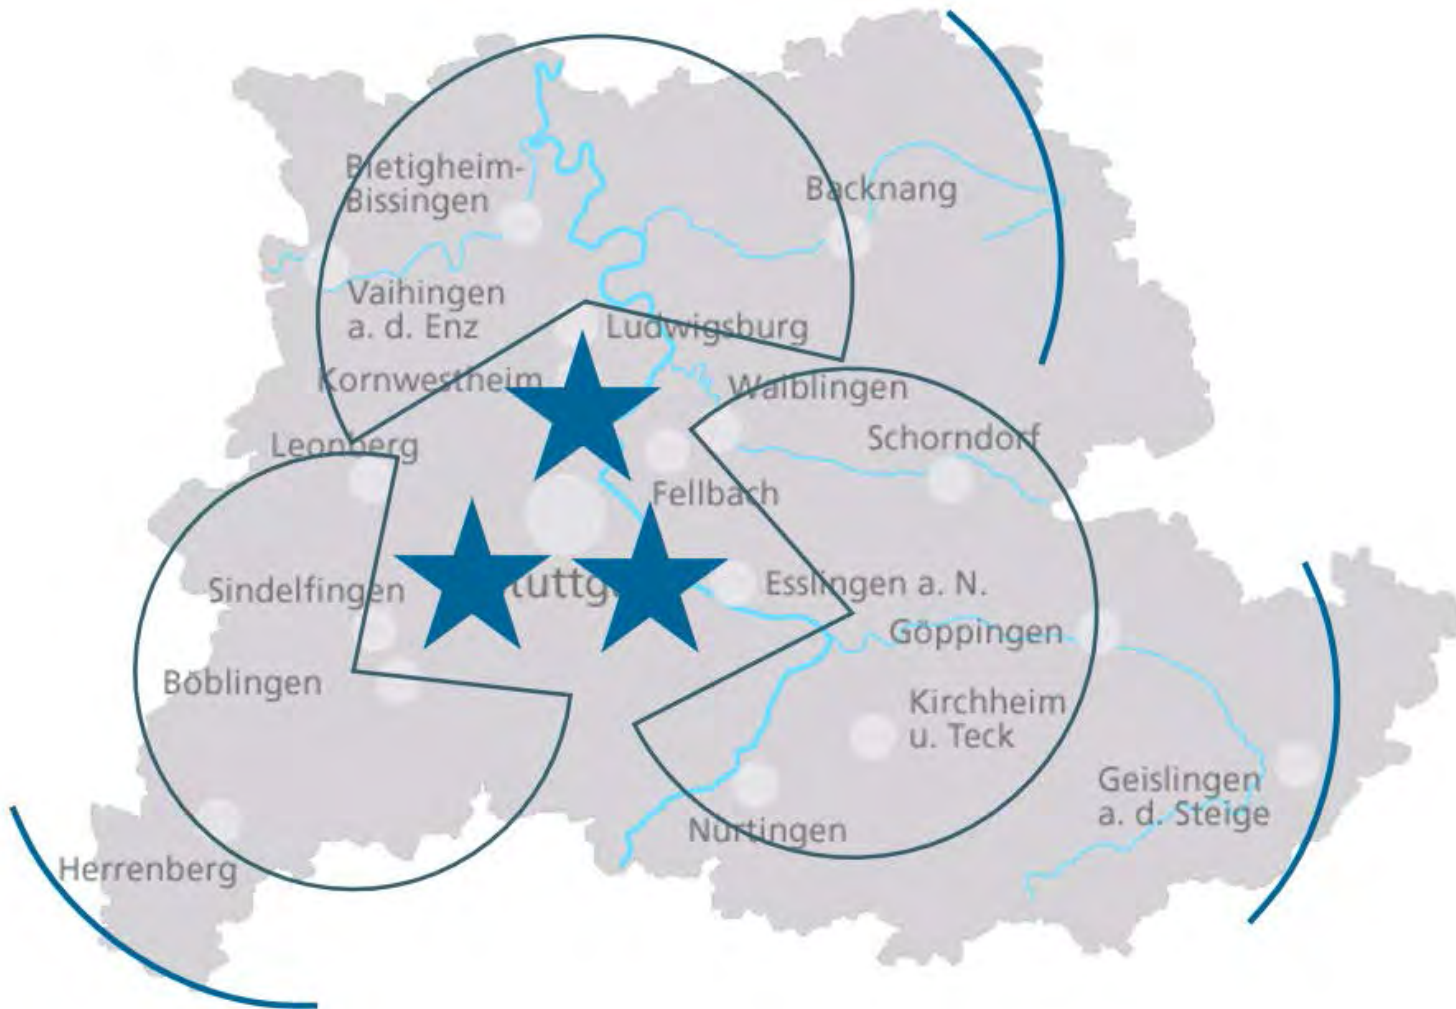 Bietigheim-
Bissingen
Backnang
Vaihingen
a. d. Enz
Ludwigsburg
Kornwestheim
Waiblingen
Leonberg
Schorndorf
Fellbach
Sindelfingen
tuttg
Esslingen a. N.
Göppingen
Böblingen
Kirchheim
u. Teck
Geislingen
a. d. Steige
Nürtingen
Herrenberg